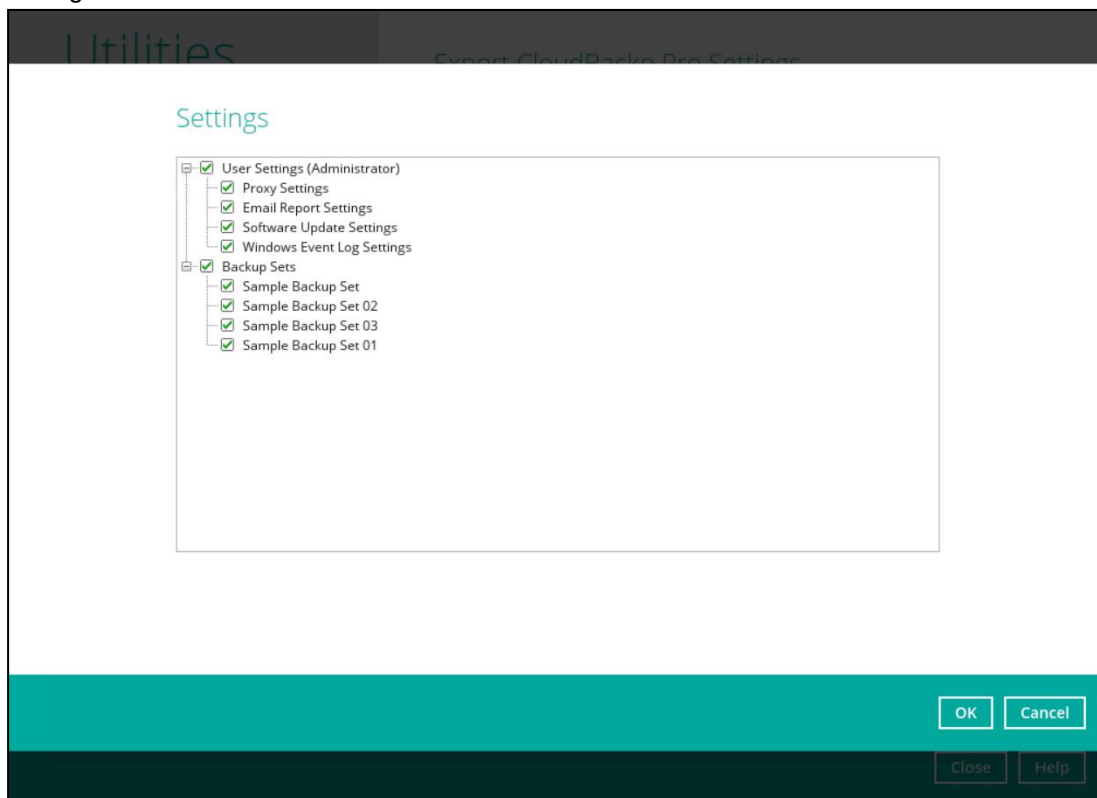 Utilities
Export CloudBacko Pro Settings
Settings
User Settings (Administrator)
Proxy Settings
Email Report Settings
Software Update Settings
Windows Event Log Settings
Backup Sets
Sample Backup Set
Sample Backup Set 02
Sample Backup Set 03
Sample Backup Set 01
OK Cancel
Close Help